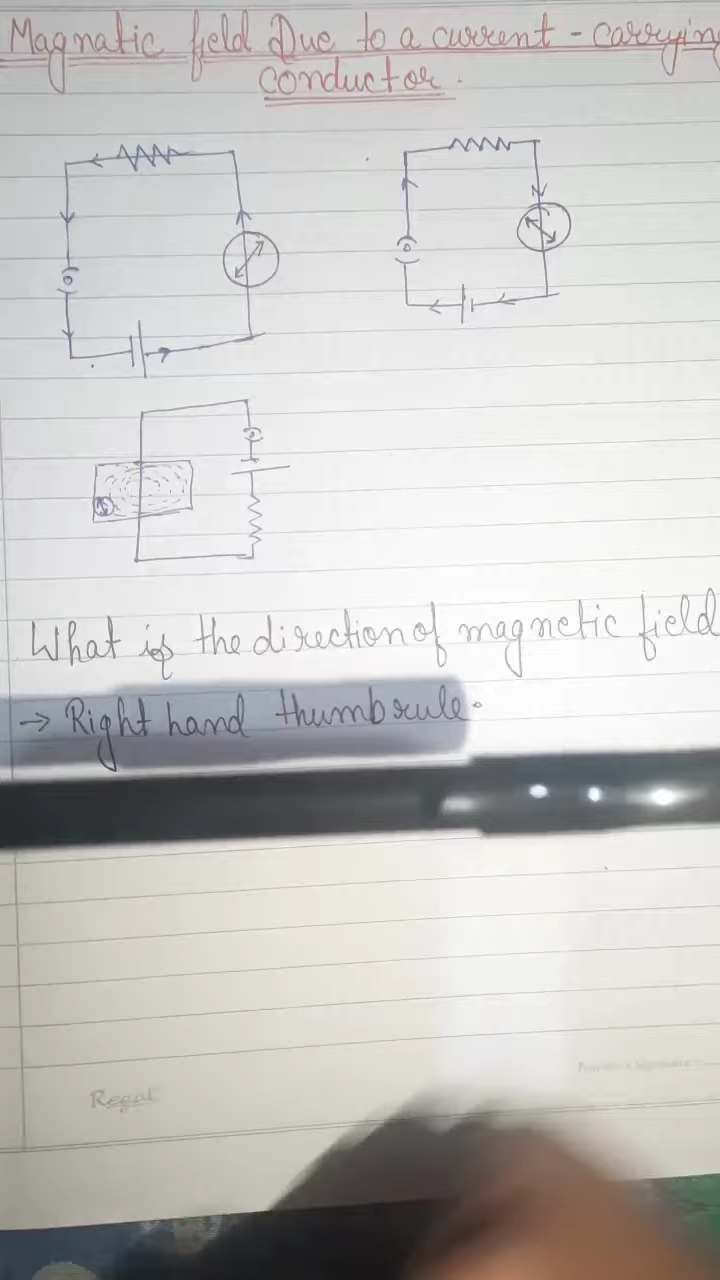 Magnatic field Due to a current - carrying
conductor.
What is the direction of magnetic field
→ Right hand thumb rule.
Regal